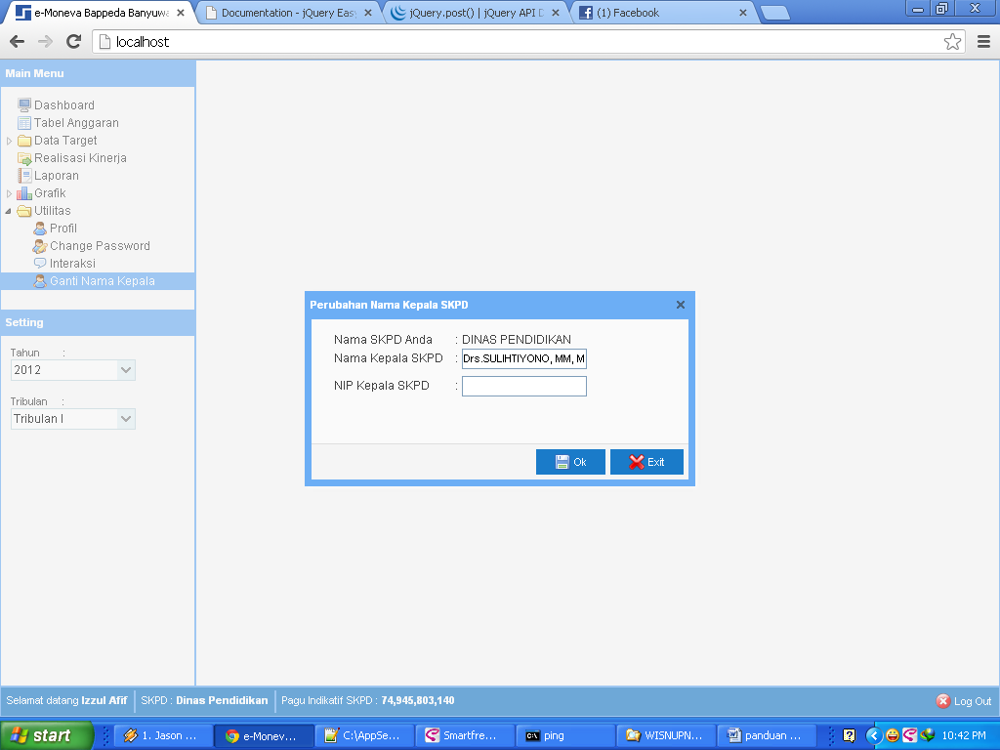 e-Moneva Bappeda Banyuwa
Documentation - jQuery Easy
jQuery.post() | jQuery API D
(1) Facebook
localhost
Main Menu
Dashboard
Tabel Anggaran
Data Target
Realisasi Kinerja
Laporan
Grafik
Utilitas
Profil
Change Password
Interaksi
Ganti Nama Kepala
Setting
Tahun :
2012
Tribulan :
Tribulan I
Perubahan Nama Kepala SKPD
Nama SKPD Anda : DINAS PENDIDIKAN
Nama Kepala SKPD : Drs.SULIHTIYONO, MM, M
NIP Kepala SKPD :
Ok Exit
Selamat datang Izzul Afif SKPD : Dinas Pendidikan Pagu Indikatif SKPD : 74,945,803,140 Log Out
start 1. Jason ... e-Monev... C:\AppSe... Smartfre... ping WISNUPN... panduan ... 10:42 PM